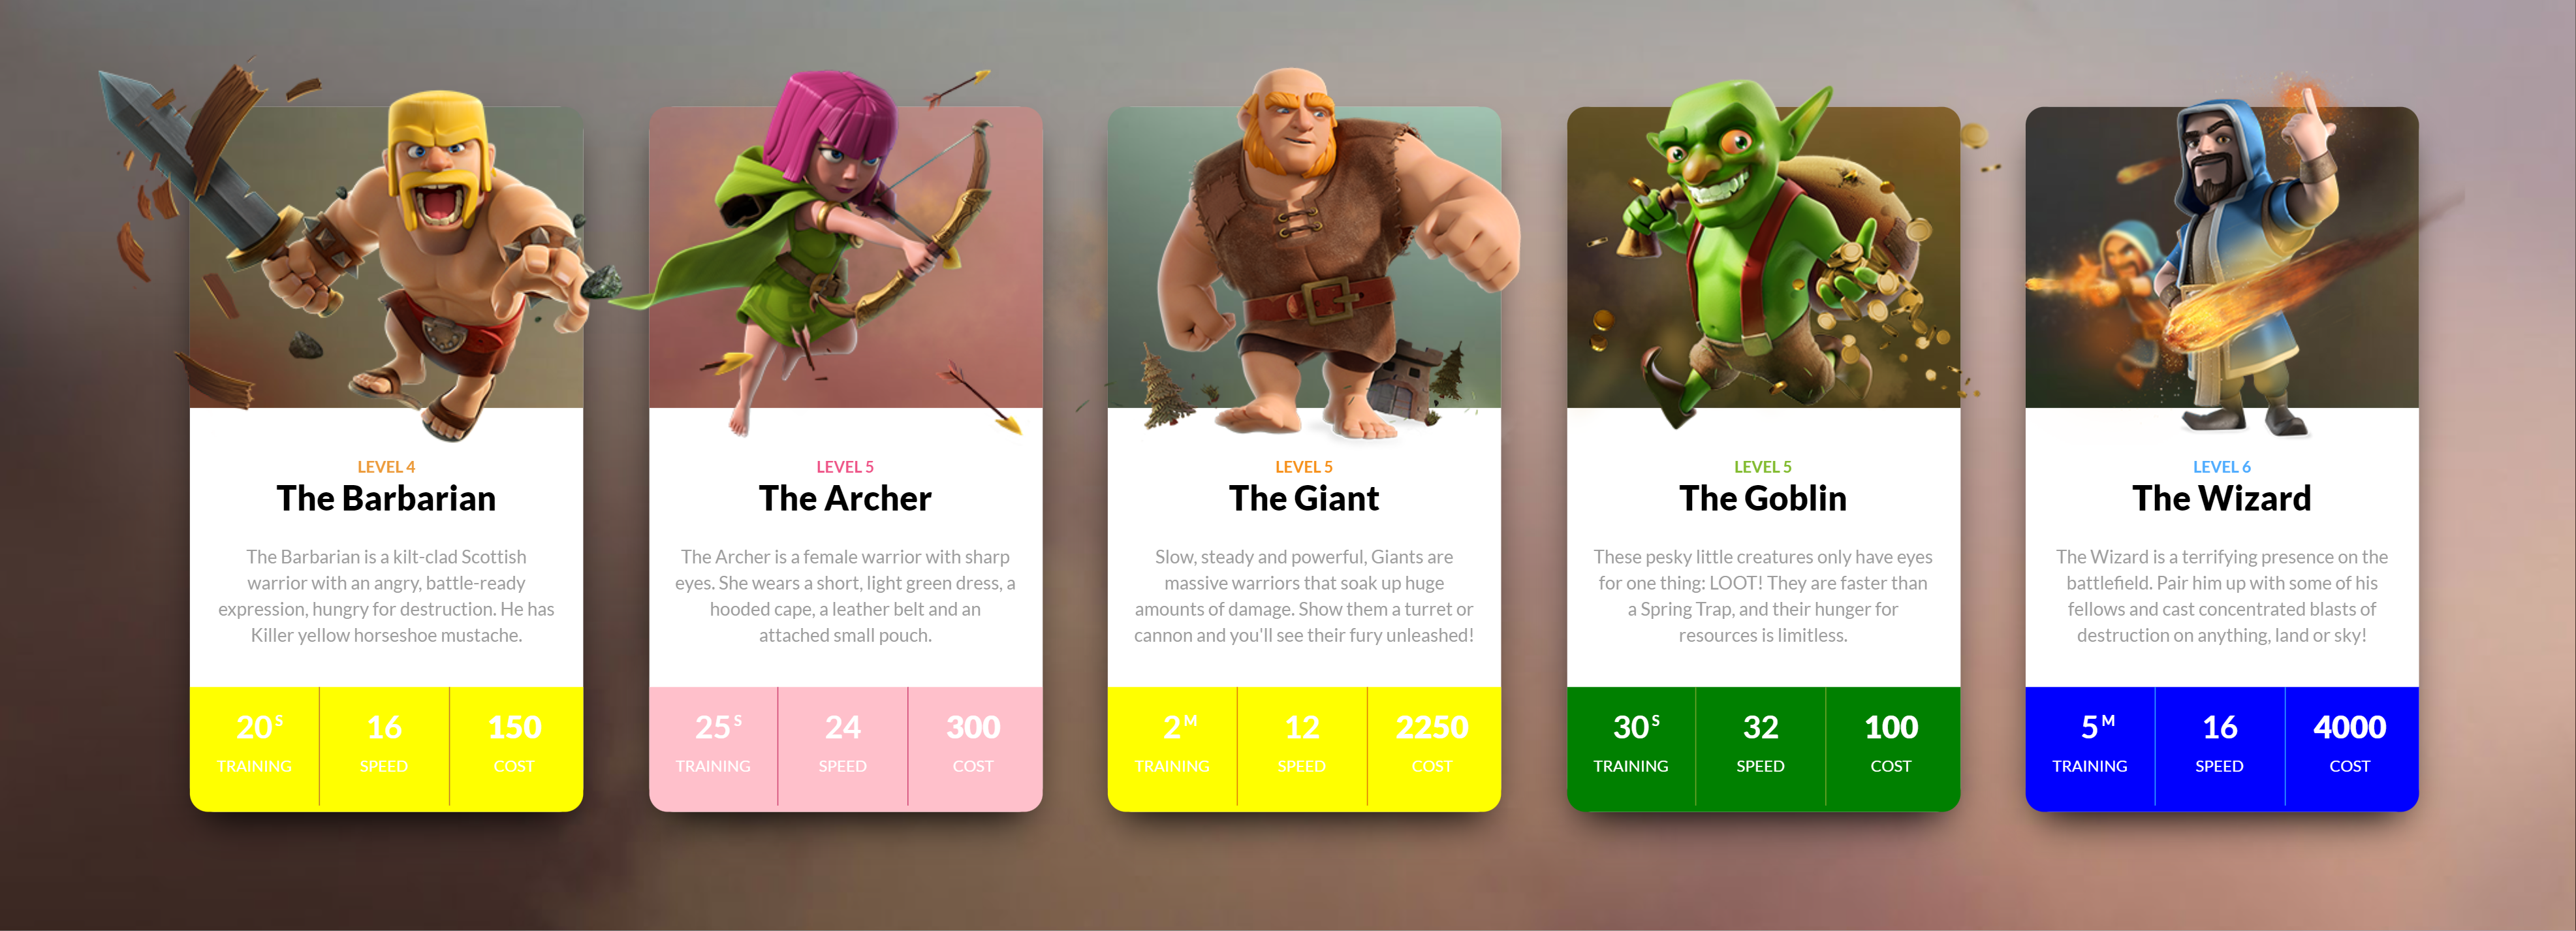 LEVEL 4
The Barbarian
The Barbarian is a kilt-clad Scottish
warrior with an angry, battle-ready
expression, hungry for destruction. He has
Killer yellow horseshoe mustache.
20 S
TRAINING
16
SPEED
150
COST
LEVEL 5
The Archer
The Archer is a female warrior with sharp
eyes. She wears a short, light green dress, a
hooded cape, a leather belt and an
attached small pouch.
25 S
TRAINING
24
SPEED
300
COST
LEVEL 5
The Giant
Slow, steady and powerful, Giants are
massive warriors that soak up huge
amounts of damage. Show them a turret or
cannon and you'll see their fury unleashed!
2 M
TRAINING
12
SPEED
2250
COST
LEVEL 5
The Goblin
These pesky little creatures only have eyes
for one thing: LOOT! They are faster than
a Spring Trap, and their hunger for
resources is limitless.
30 S
TRAINING
32
SPEED
100
COST
LEVEL 6
The Wizard
The Wizard is a terrifying presence on the
battlefield. Pair him up with some of his
fellows and cast concentrated blasts of
destruction on anything, land or sky!
5 M
TRAINING
16
SPEED
4000
COST